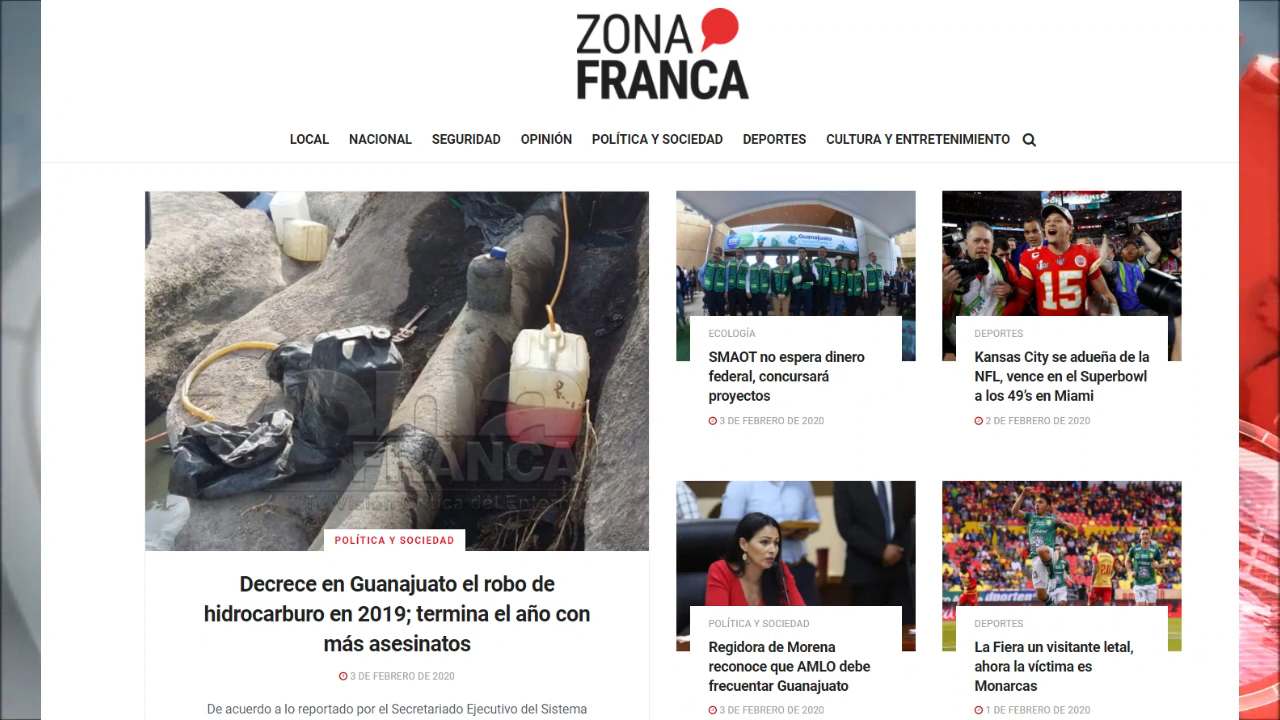 ZONA
FRANCA
LOCAL NACIONAL SEGURIDAD OPINIÓN POLÍTICA Y SOCIEDAD DEPORTES CULTURA Y ENTRETENIMIENTO
FRANCA
POLÍTICA Y SOCIEDAD
Decrece en Guanajuato el robo de
hidrocarburo en 2019; termina el año con
más asesinatos
3 DE FEBRERO DE 2020
De acuerdo a lo reportado por el Secretariado Ejecutivo del Sistema
Guanajuato
ECOLOGÍA
SMAOT no espera dinero
federal, concursará
proyectos
3 DE FEBRERO DE 2020
15
DEPORTES
Kansas City se adueña de la
NFL, vence en el Superbowl
a los 49's en Miami
2 DE FEBRERO DE 2020
POLÍTICA Y SOCIEDAD
Regidora de Morena
reconoce que AMLO debe
frecuentar Guanajuato
3 DE FEBRERO DE 2020
DEPORTES
La Fiera un visitante letal,
ahora la víctima es
Monarcas
1 DE FEBRERO DE 2020